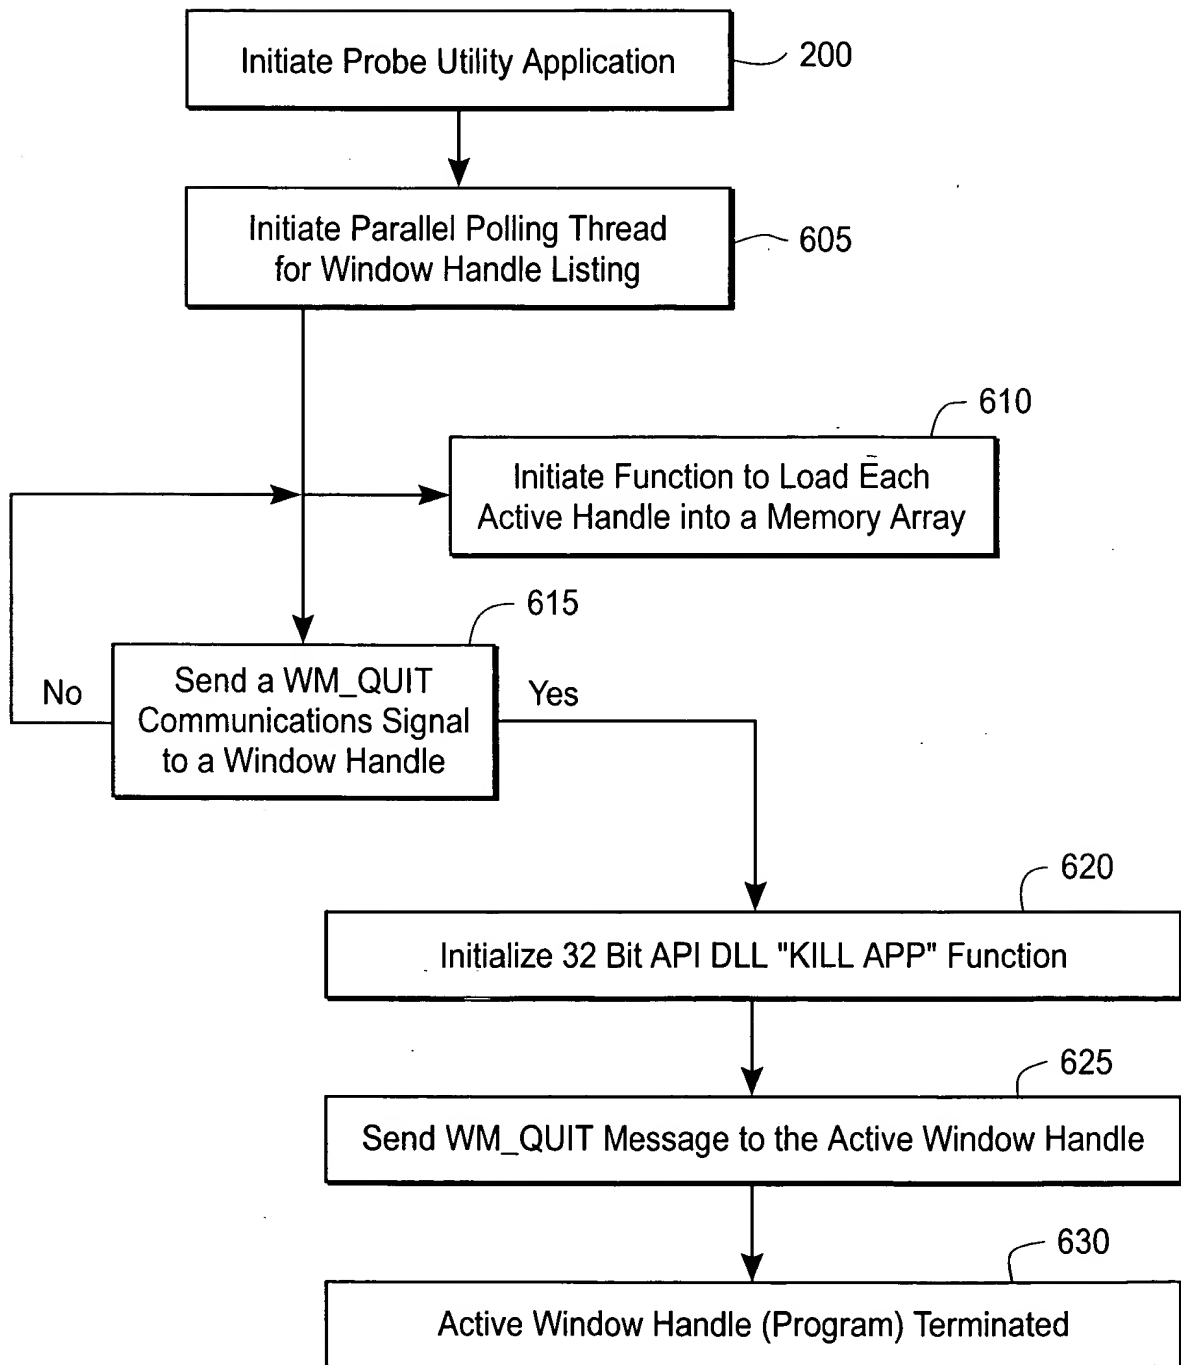 Initiate Probe Utility Application
200
Initiate Parallel Polling Thread
for Window Handle Listing
605
610
Initiate Function to Load Each
Active Handle into a Memory Array
615
Send a WM_QUIT
Communications Signal
to a Window Handle
No
Yes
620
Initialize 32 Bit API DLL "KILL APP" Function
625
Send WM_QUIT Message to the Active Window Handle
630
Active Window Handle (Program) Terminated